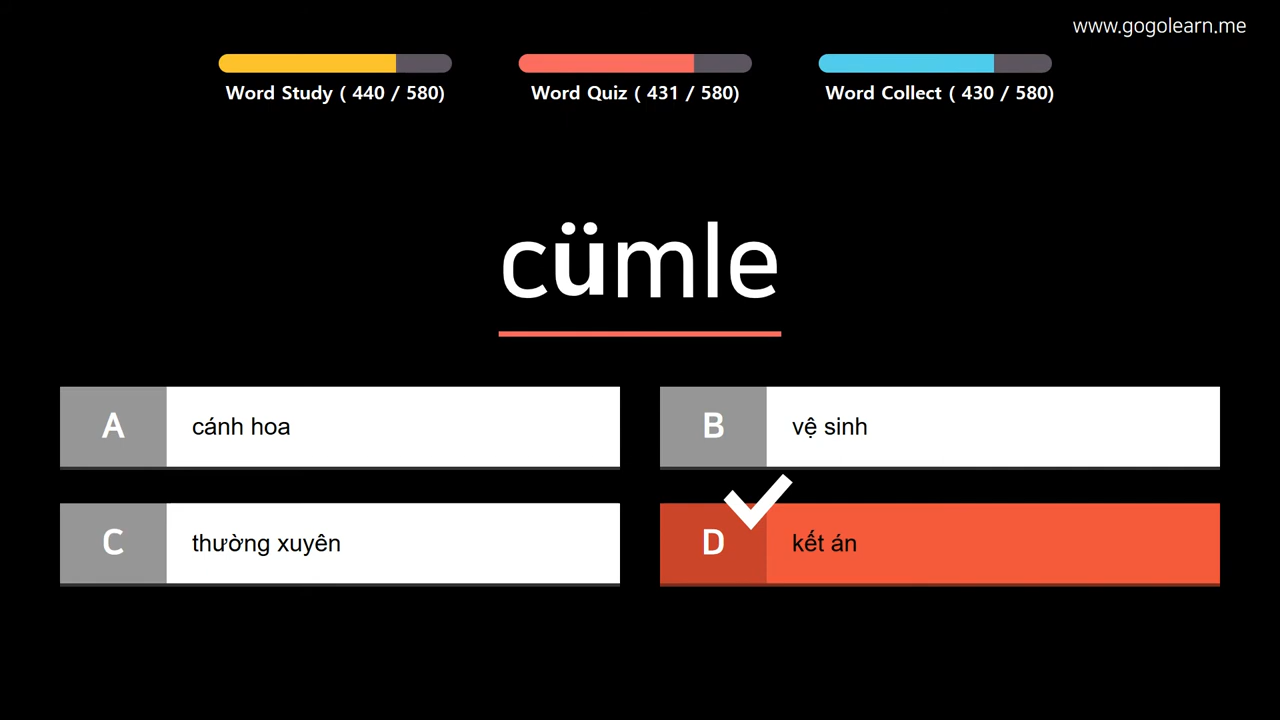 www.gogolearn.me
Word Study ( 440 / 580)
Word Quiz ( 431 / 580)
Word Collect ( 430 / 580)
cümle
A cánh hoa
B vệ sinh
C thường xuyên
D kết án